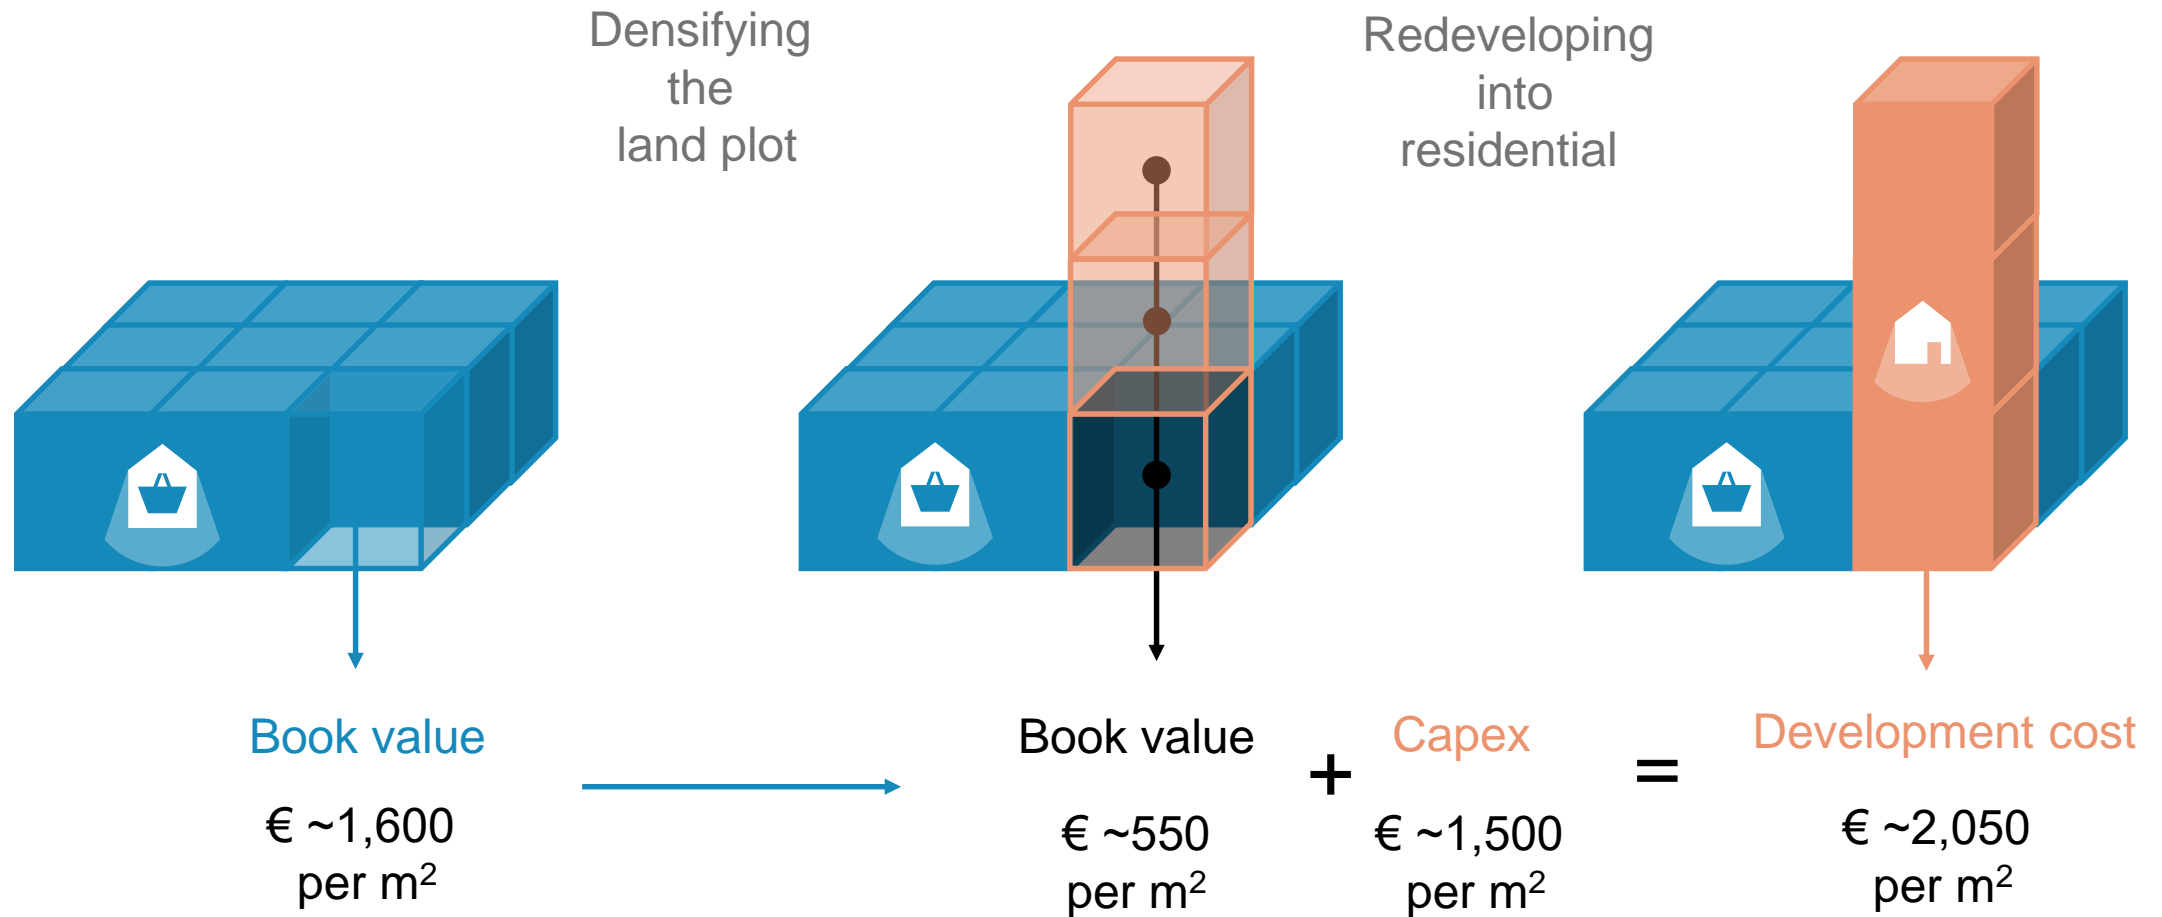 Densifying
the
land plot
Redeveloping
into
residential
Book value
€ ~1,600
per m²
Book value
€ ~550
per m²
+
Capex
€ ~1,500
per m²
=
Development cost
€ ~2,050
per m²